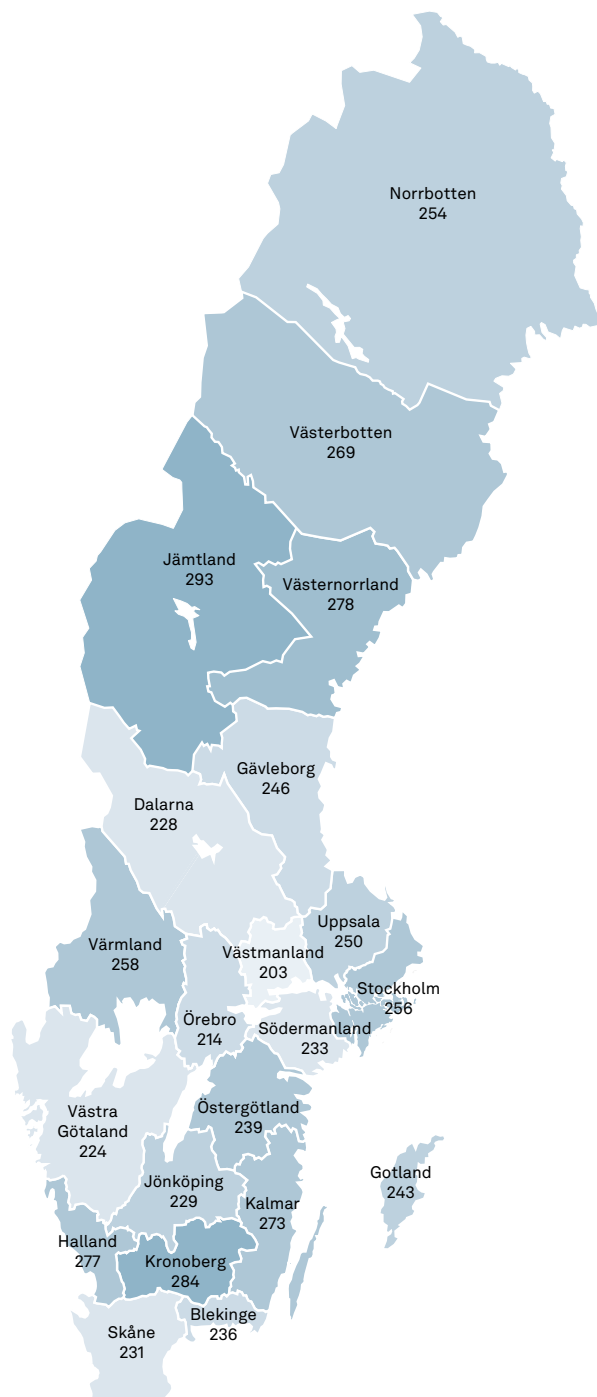 Norrbotten
254
Västerbotten
269
Jämtland
293
Västernorrland
278
Gävleborg
246
Dalarna
228
Uppsala
250
Värmland
258
Västmanland
203
Stockholm
256
Örebro
214
Södermanland
233
Östergötland
239
Västra
Götaland
224
Gotland
243
Jönköping
229
Kalmar
273
Halland
277
Kronoberg
284
Blekinge
236
Skåne
231